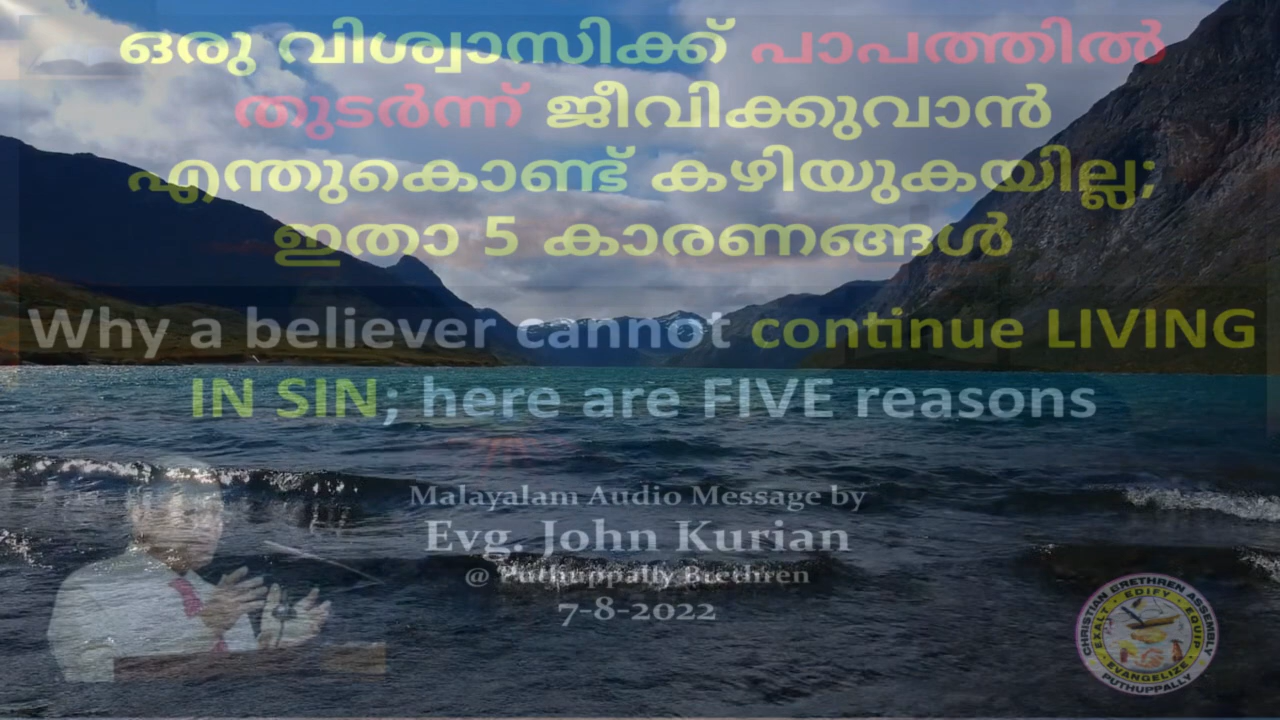 ഒരു വിശ്വാസിക്ക് പാപത്തിൽ
തുടർന്ന് ജീവിക്കുവാൻ
എന്തുകൊണ്ട് കഴിയുകയില്ല;
ഇതാ 5 കാരണങ്ങൾ
Why a believer cannot continue LIVING
IN SIN; here are FIVE reasons
Malayalam Audio Message by
Evg. John Kurian
@ Puthuppally Brethren
7-8-2022
CHRISTIAN BRETHREN ASSEMBLY
EXALT • EDIFY • EQUIP
EVANGELIZE
PUTHUPPALLY